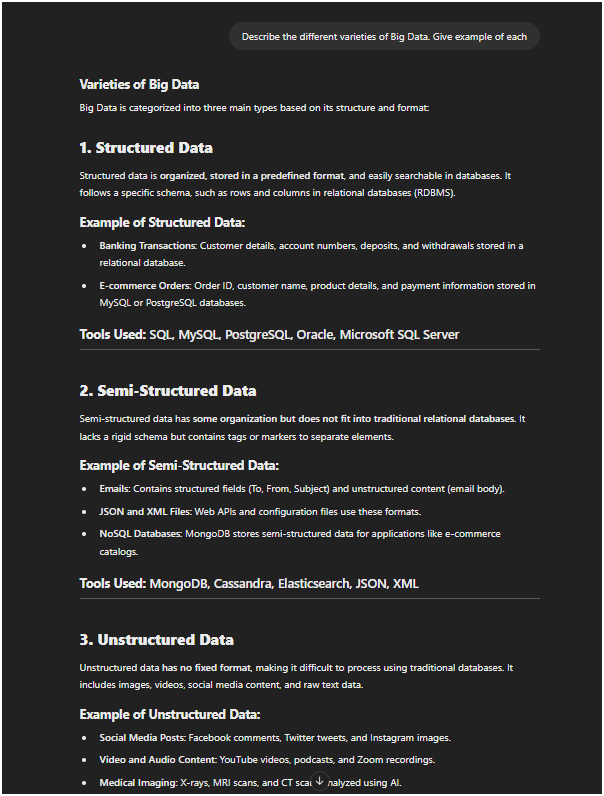 Describe the different varieties of Big Data. Give example of each
Varieties of Big Data
Big Data is categorized into three main types based on its structure and format:
1. Structured Data
Structured data is organized, stored in a predefined format, and easily searchable in databases. It
follows a specific schema, such as rows and columns in relational databases (RDBMS).
Example of Structured Data:
• Banking Transactions: Customer details, account numbers, deposits, and withdrawals stored in a
relational database.
• E-commerce Orders: Order ID, customer name, product details, and payment information stored in
MySQL or PostgreSQL databases.
Tools Used: SQL, MySQL, PostgreSQL, Oracle, Microsoft SQL Server
2. Semi-Structured Data
Semi-structured data has some organization but does not fit into traditional relational databases. It
lacks a rigid schema but contains tags or markers to separate elements.
Example of Semi-Structured Data:
• Emails: Contains structured fields (To, From, Subject) and unstructured content (email body).
• JSON and XML Files: Web APIs and configuration files use these formats.
• NoSQL Databases: MongoDB stores semi-structured data for applications like e-commerce
catalogs.
Tools Used: MongoDB, Cassandra, Elasticsearch, JSON, XML
3. Unstructured Data
Unstructured data has no fixed format, making it difficult to process using traditional databases. It
includes images, videos, social media content, and raw text data.
Example of Unstructured Data:
• Social Media Posts: Facebook comments, Twitter tweets, and Instagram images.
• Video and Audio Content: YouTube videos, podcasts, and Zoom recordings.
• Medical Imaging: X-rays, MRI scans, and CT using AI.